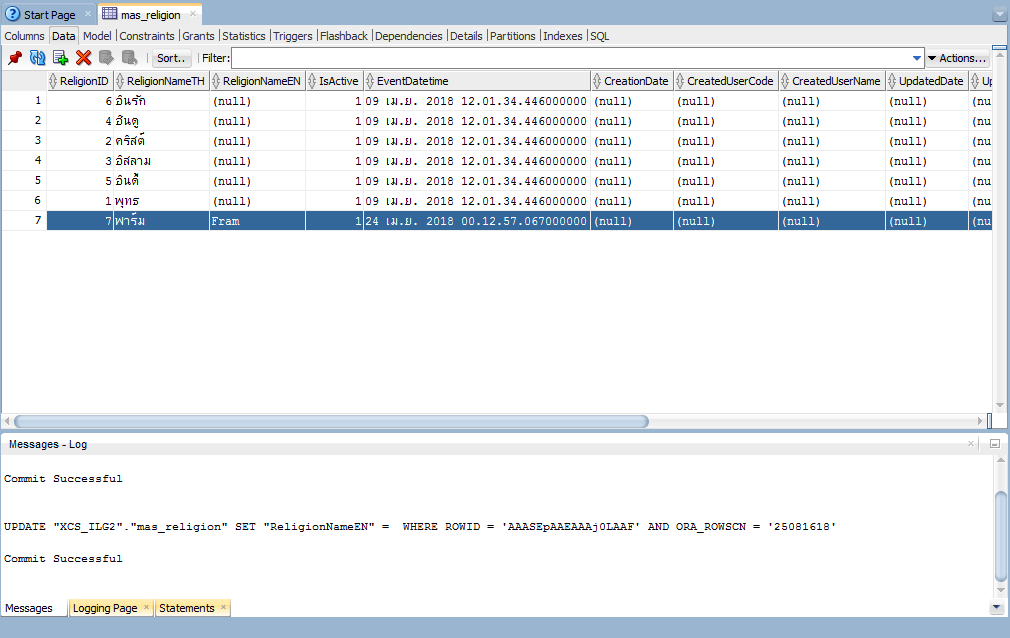 Start Page mas_religion
Columns Data Model Constraints Grants Statistics Triggers Flashback Dependencies Details Partitions Indexes SQL
Sort.. Filter: Actions...
ReligionID ReligionNameTH ReligionNameEN IsActive EventDatetime CreationDate CreatedUserCode CreatedUserName UpdatedDate Up
1 6 อินรัก (null) 1 09 เม.ย. 2018 12.01.34.446000000 (null) (null) (null) (null) (nu
2 4 อินดู (null) 1 09 เม.ย. 2018 12.01.34.446000000 (null) (null) (null) (null) (nu
3 2 คริสต์ (null) 1 09 เม.ย. 2018 12.01.34.446000000 (null) (null) (null) (null) (nu
4 3 อิสลาม (null) 1 09 เม.ย. 2018 12.01.34.446000000 (null) (null) (null) (null) (nu
5 5 (null) 1 09 เม.ย. 2018 12.01.34.446000000 (null) (null) (null) (null) (nu
6 1 พุทธ (null) 1 09 เม.ย. 2018 12.01.34.446000000 (null) (null) (null) (null) (nu
7 7 ฟาร์ม Fram 1 24 เม.ย. 2018 00.12.57.067000000 (null) (null) (null) (null) (nu
Messages - Log
Commit Successful
UPDATE "XCS_ILG2"."mas_religion" SET "ReligionNameEN" = WHERE ROWID = 'AAASEpAAEAAAj0LAAF' AND ORA_ROWSCN = '25081618'
Commit Successful
Messages Logging Page Statements